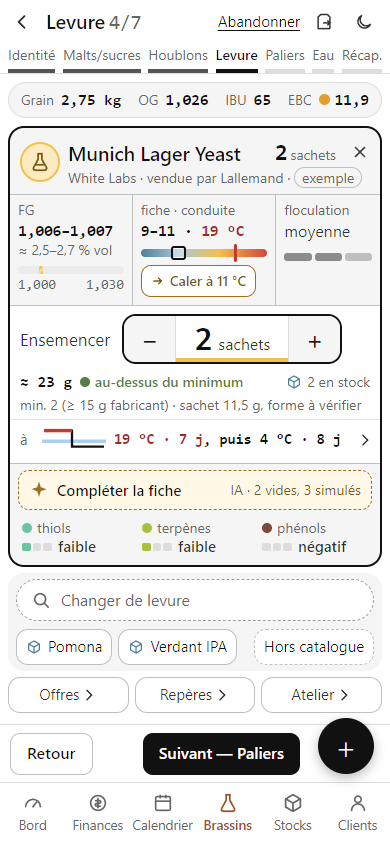 Levure 4/7
Abandonner
Identité Malts/sucres Houblons Levure Paliers Eau Récap.
Grain 2,75 kg OG 1,026 IBU 65 EBC 11,9
Munich Lager Yeast
2 sachets
White Labs · vendue par Lallemand · exemple
FG
1,006–1,007
≈ 2,5–2,7 % vol
1,000 1,030
fiche · conduite
9–11 · 19 °C
→ Caler à 11 °C
floculation
moyenne
Ensemencer
− 2 sachets +
≈ 23 g au-dessus du minimum
2 en stock
min. 2 (≥ 15 g fabricant) · sachet 11,5 g, forme à vérifier
à 19 °C · 7 j, puis 4 °C · 8 j
Compléter la fiche
IA · 2 vides, 3 simulés
thiols
faible
terpènes
faible
phénols
négatif
Changer de levure
Pomona
Verdant IPA
Hors catalogue
Offres
Repères
Atelier
Retour
Suivant — Paliers
+
Bord
Finances
Calendrier
Brassins
Stocks
Clients